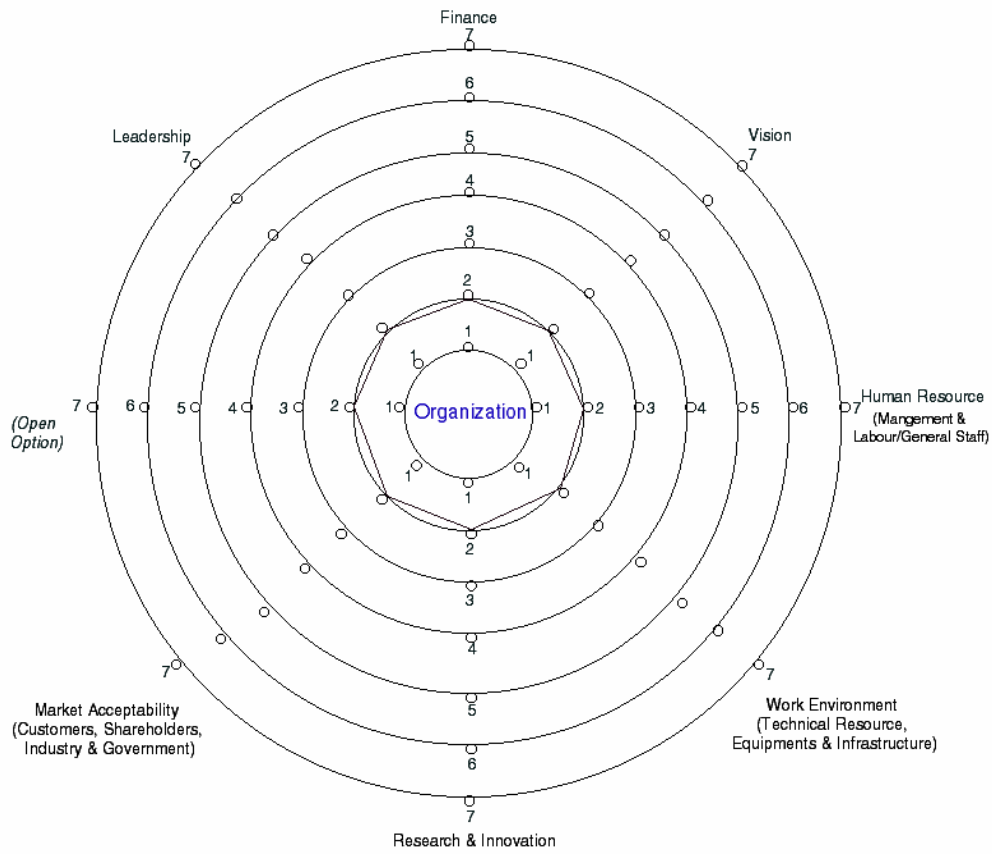 Finance
7
6
Leadership
Vision
7
7
5
4
3
2
1
1
1
(Open
Option)
7
6
5
4
3
2
1
Organization
1
2
3
4
5
6
7
Human Resource
(Mangement &
Labour/General Staff)
1
1
1
2
3
4
5
6
7
7
7
Market Acceptability
(Customers, Shareholders,
Industry & Government)
Work Environment
(Technical Resource,
Equipments & Infrastructure)
Research & Innovation